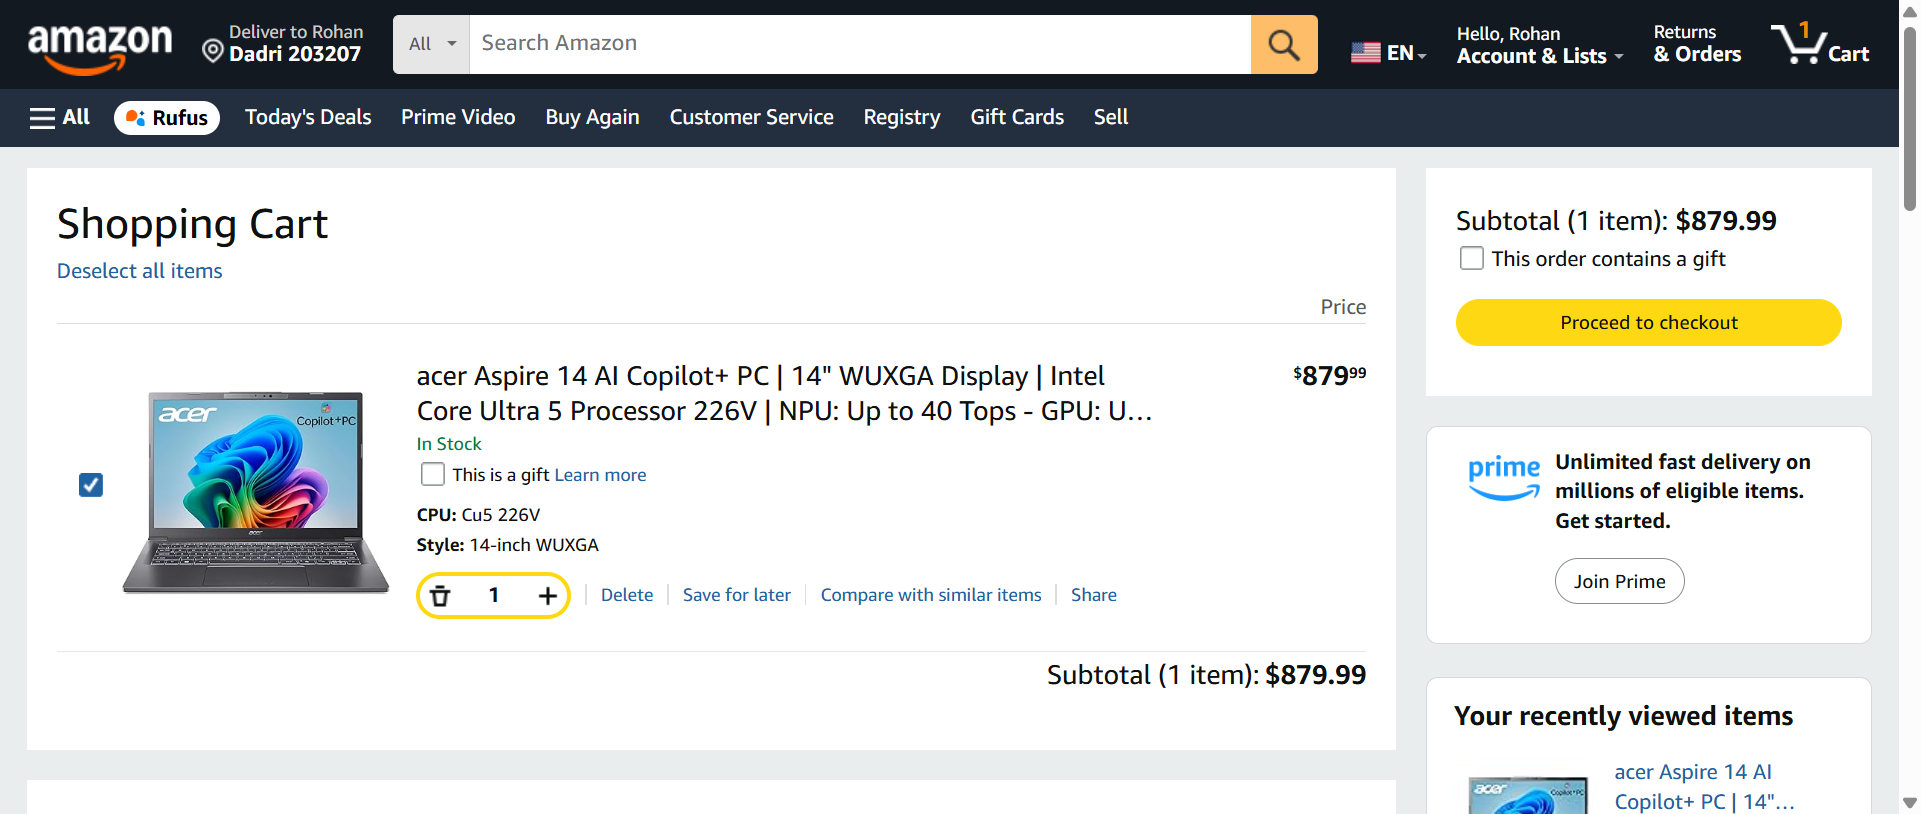 amazon
Deliver to Rohan
Dadri 203207
All
Search Amazon
EN
Hello, Rohan
Account & Lists
Returns
& Orders
1
Cart
All
Rufus
Today's Deals
Prime Video
Buy Again
Customer Service
Registry
Gift Cards
Sell
Shopping Cart
Deselect all items
Price
acer
Copilot+PC
acer
acer Aspire 14 AI Copilot+ PC | 14" WUXGA Display | Intel
Core Ultra 5 Processor 226V | NPU: Up to 40 Tops - GPU: U…
$879.99
In Stock
This is a gift Learn more
CPU: Cu5 226V
Style: 14-inch WUXGA
1
Delete
Save for later
Compare with similar items
Share
Subtotal (1 item): $879.99
Subtotal (1 item): $879.99
This order contains a gift
Proceed to checkout
prime
Unlimited fast delivery on
millions of eligible items.
Get started.
Join Prime
Your recently viewed items
acer
Copilot+PC
acer Aspire 14 AI
Copilot+ PC | 14"…